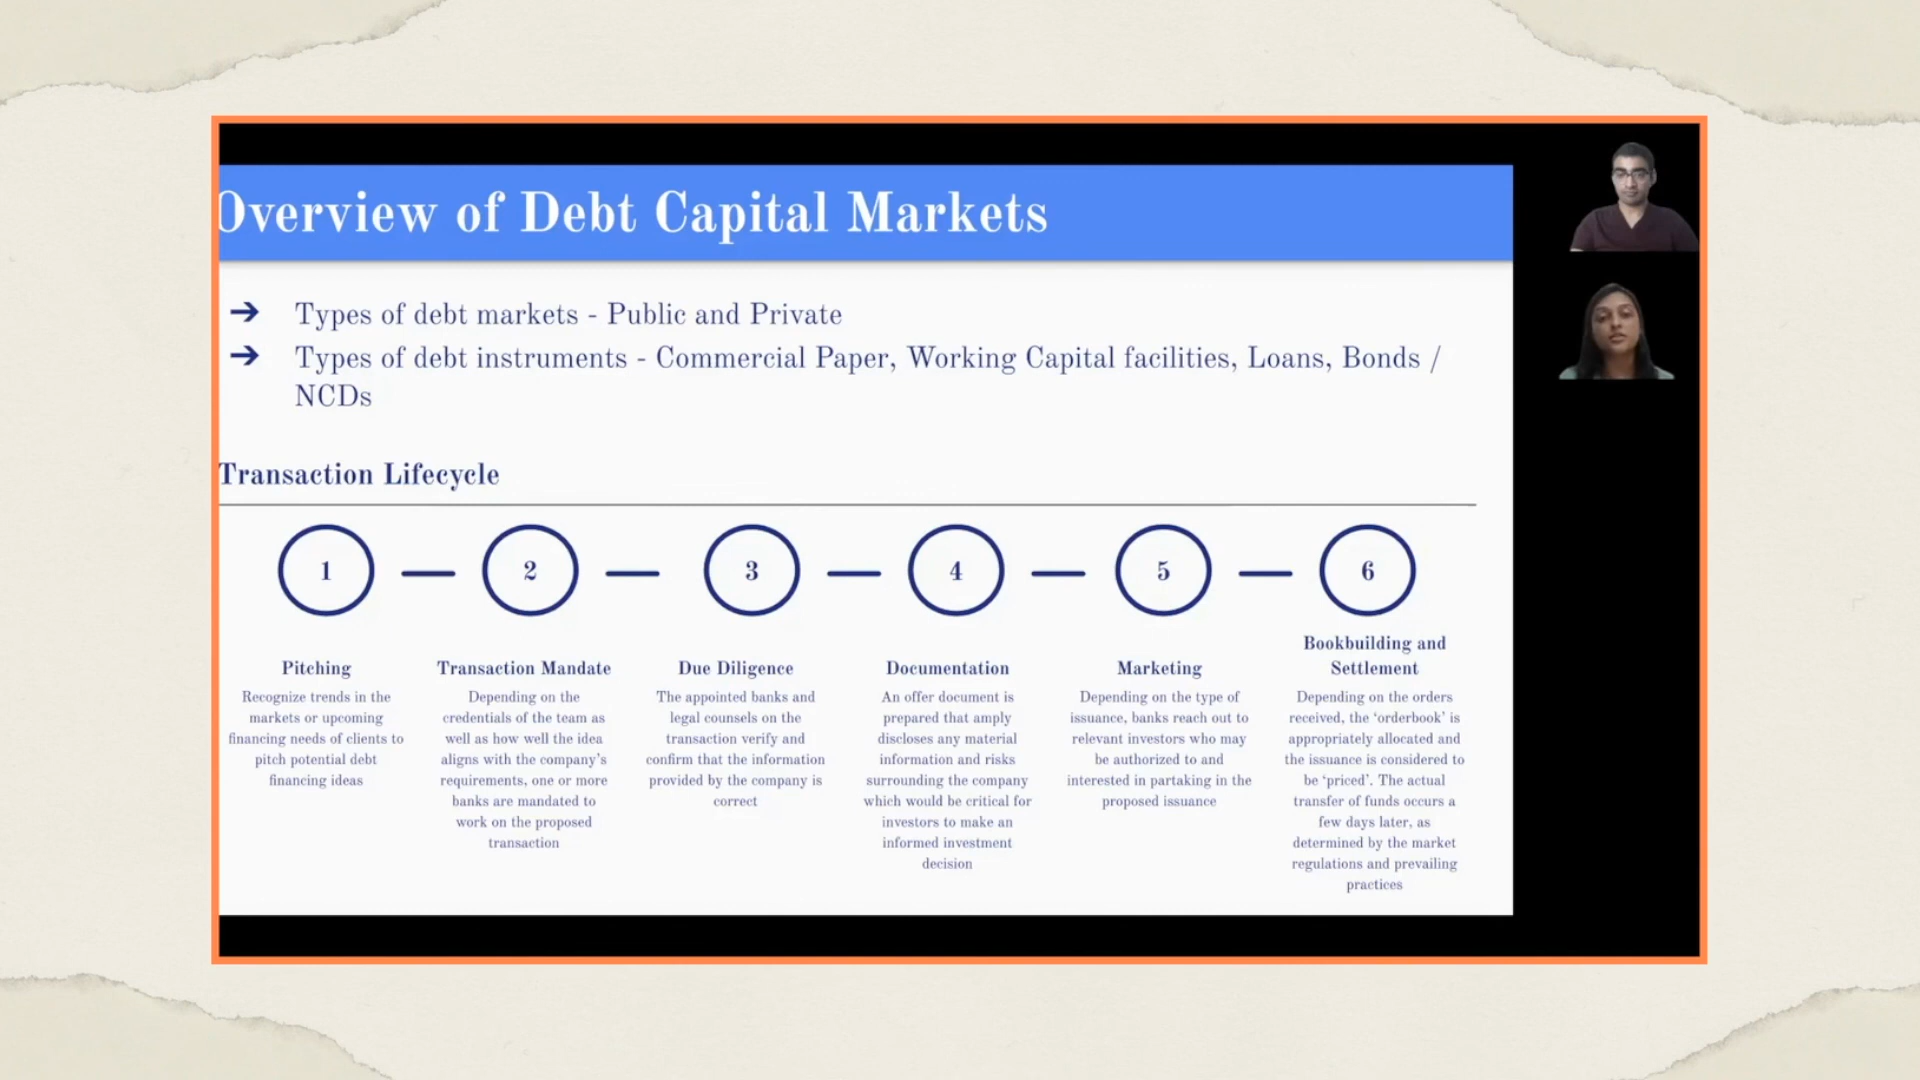 Overview of Debt Capital Markets
➔ Types of debt markets - Public and Private
➔ Types of debt instruments - Commercial Paper, Working Capital facilities, Loans, Bonds /
NCDs
Transaction Lifecycle
1
2
3
4
5
6
Pitching
Recognize trends in the
markets or upcoming
financing needs of clients to
pitch potential debt
financing ideas
Transaction Mandate
Depending on the
credentials of the team as
well as how well the idea
aligns with the company's
requirements, one or more
banks are mandated to
work on the proposed
transaction
Due Diligence
The appointed banks and
legal counsels on the
transaction verify and
confirm that the information
provided by the company is
correct
Documentation
An offer document is
prepared that amply
discloses any material
information and risks
surrounding the company
which would be critical for
investors to make an
informed investment
decision
Marketing
Depending on the type of
issuance, banks reach out to
relevant investors who may
be authorized to and
interested in partaking in the
proposed issuance
Bookbuilding and
Settlement
Depending on the orders
received, the ‘orderbook’ is
appropriately allocated and
the issuance is considered to
be ‘priced’. The actual
transfer of funds occurs a
few days later, as
determined by the market
regulations and prevailing
practices